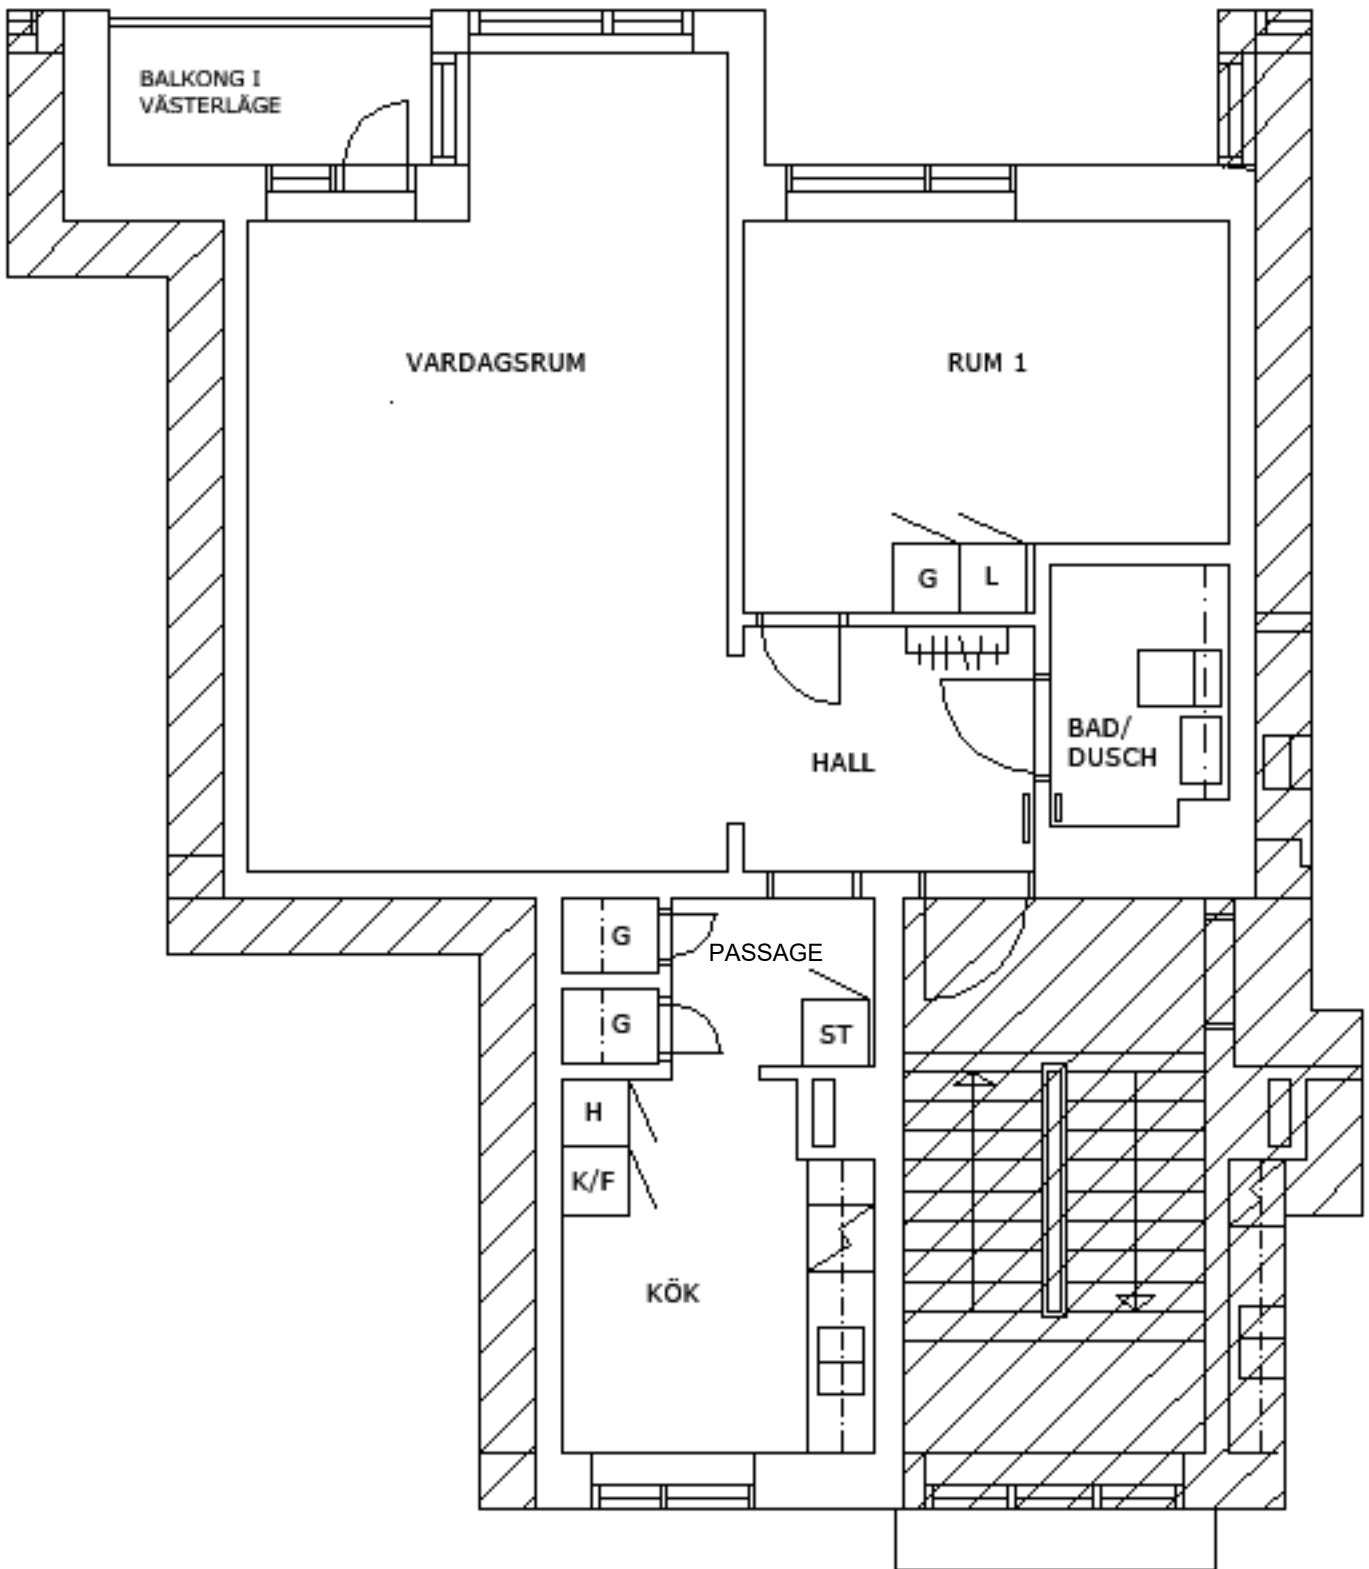 BALKONG I
VÄSTERLÄGE
VARDAGSRUM
RUM 1
G
L
BAD/
DUSCH
HALL
G
PASSAGE
G
ST
H
K/F
KÖK